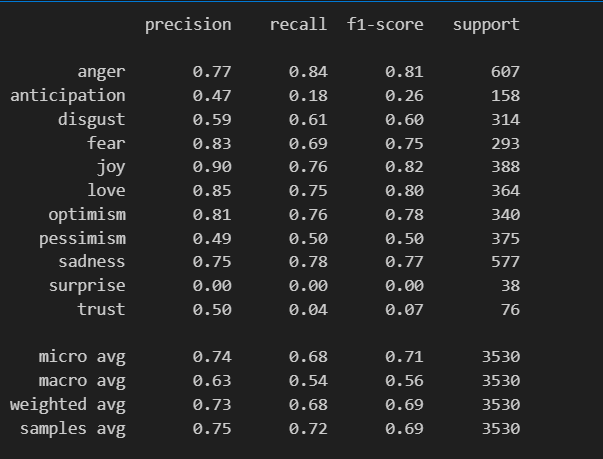 precision recall f1-score support
anger 0.77 0.84 0.81 607
anticipation 0.47 0.18 0.26 158
disgust 0.59 0.61 0.60 314
fear 0.83 0.69 0.75 293
joy 0.90 0.76 0.82 388
love 0.85 0.75 0.80 364
optimism 0.81 0.76 0.78 340
pessimism 0.49 0.50 0.50 375
sadness 0.75 0.78 0.77 577
surprise 0.00 0.00 0.00 38
trust 0.50 0.04 0.07 76
micro avg 0.74 0.68 0.71 3530
macro avg 0.63 0.54 0.56 3530
weighted avg 0.73 0.68 0.69 3530
samples avg 0.75 0.72 0.69 3530